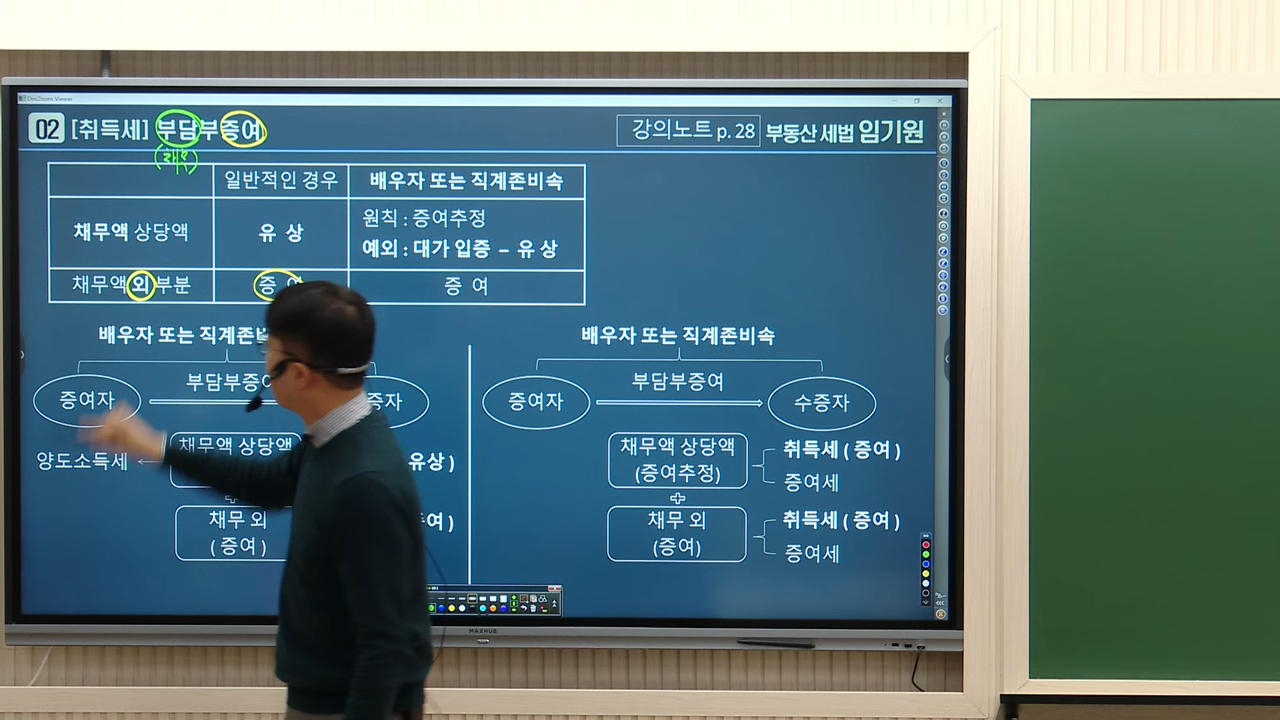 DocZoom Viewer
02 [취득세] 부담부증여
강의노트 p. 28
부동산 세법 임기원
일반적인 경우
배우자 또는 직계존비속
채무액 상당액
유 상
원칙 : 증여추정
예외 : 대가 입증 – 유 상
채무액 외 부분
증
증 여
배우자 또는 직계존비
증여자
부담부증여
증자
양도소득세
채무액 상당액
유상 )
채무 외
( 증여 )
여 )
배우자 또는 직계존비속
증여자
부담부증여
수증자
채무액 상당액
(증여추정)
취득세 ( 증여 )
증여세
채무 외
(증여)
취득세 ( 증여 )
증여세
MAXHUB